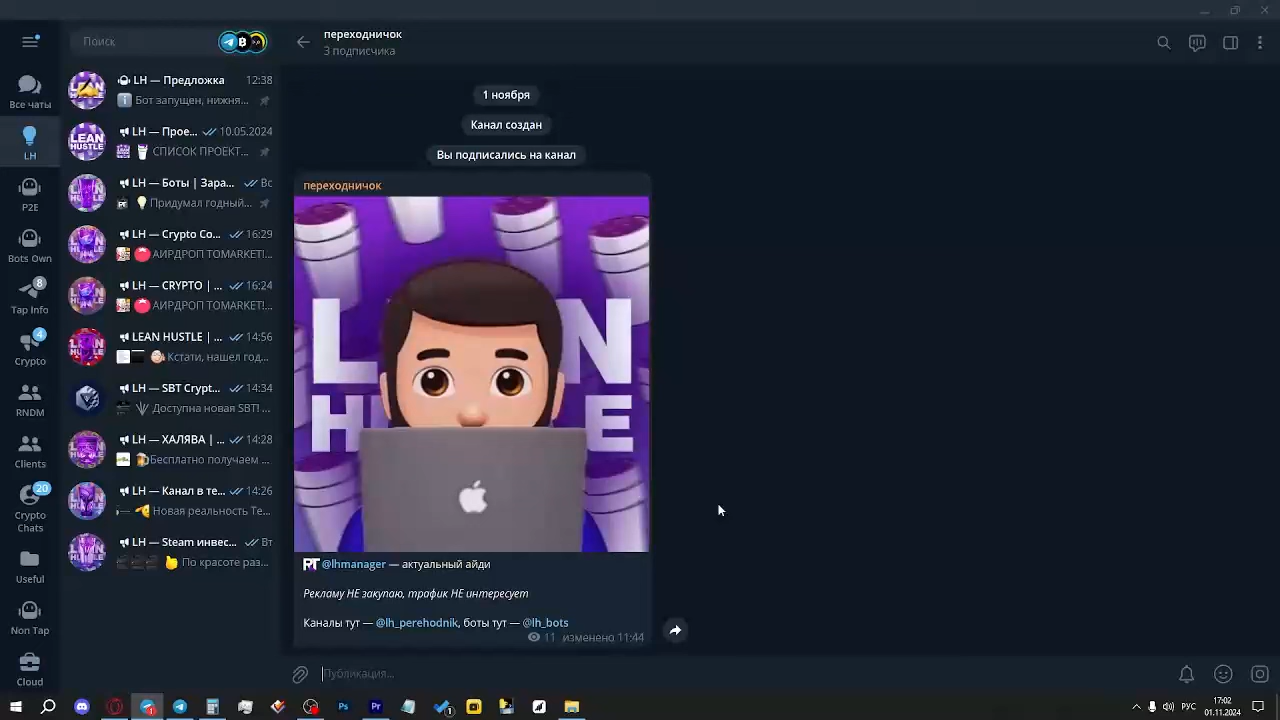 Поиск
переходничок
3 подписчика
Все чаты
LH
P2E
Bots Own
8
Tap Info
4
Crypto
RNDM
Clients
20
Crypto
Chats
Useful
Non Tap
Cloud
LH — Предложка 12:38
Бот запущен, нижня...
LH — Прое... 10.05.2024
СПИСОК ПРОЕКТ...
LH — Боты | Зара... Вс
Придумал годный...
LH — Crypto Co... 16:29
АИРДРОП TOMARKET!...
LH — CRYPTO | ... 16:24
АИРДРОП TOMARKET!...
LEAN HUSTLE | ... 14:56
Кстати, нашел год...
LH — SBT Crypt... 14:34
Доступна новая SBT! ...
LH — ХАЛЯВА | ... 14:28
Бесплатно получаем ...
LH — Канал в те... 14:26
Новая реальность Те...
LH — Steam инвес... Вт
По красоте раз...
1 ноября
Канал создан
Вы подписались на канал
переходничок
L N
H E
@lhmanager — актуальный айди
Рекламу НЕ закупаю, трафик НЕ интересует
Каналы тут — @lh_perehodnik, боты тут — @lh_bots
11 изменено 11:44
Публикация...
РУС
17:02
01.11.2024